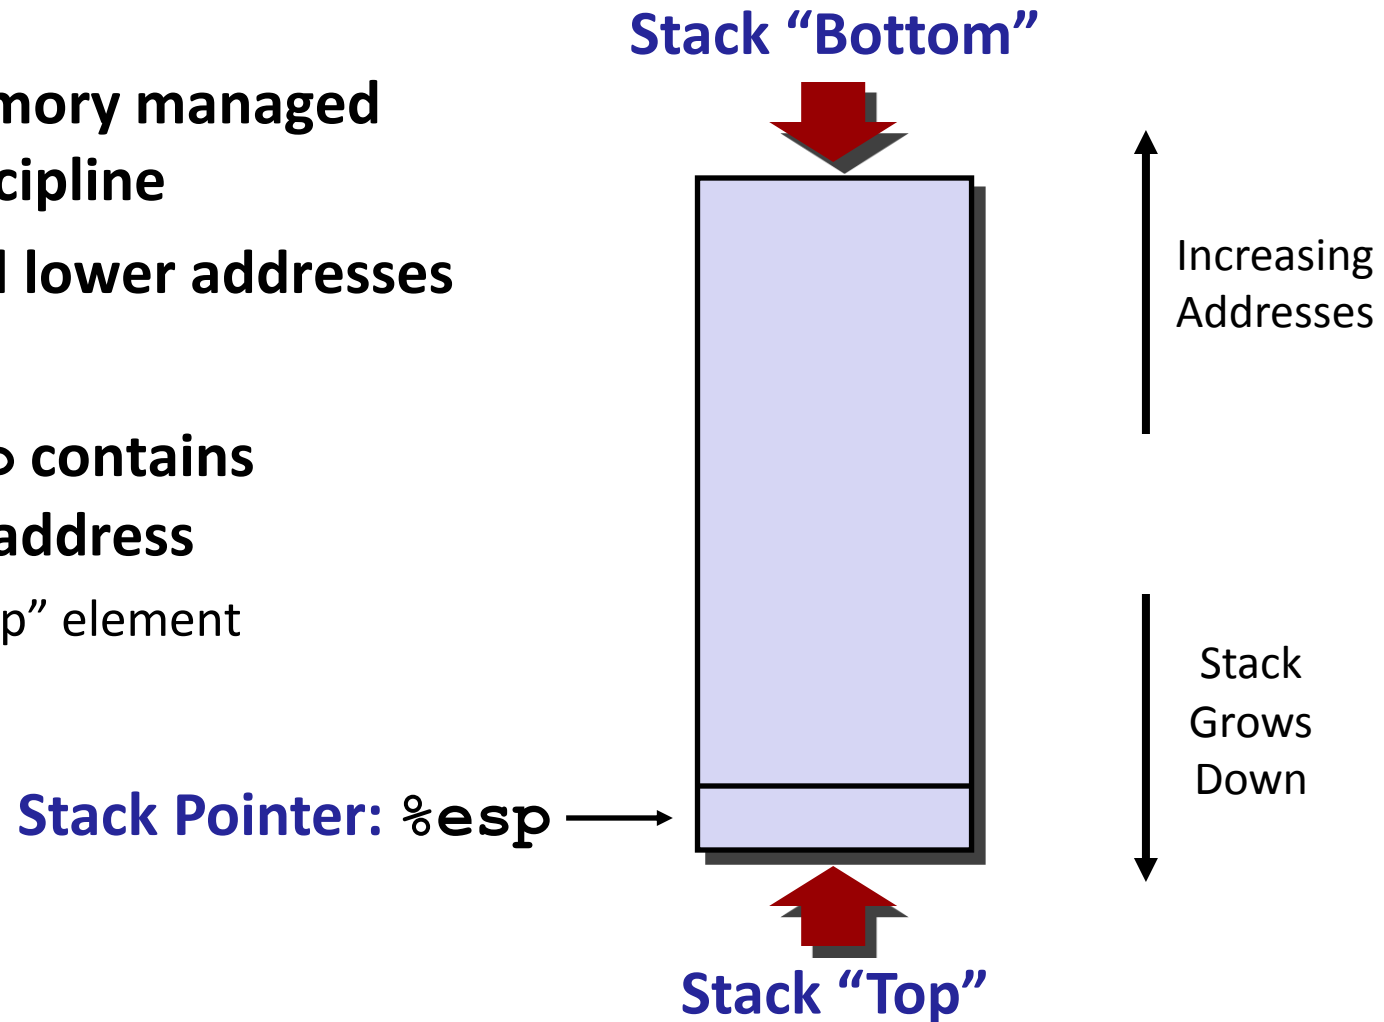 Stack “Bottom”
mory managed
cipline
l lower addresses
contains
address
p” element
Increasing
Addresses
Stack
Grows
Down
Stack Pointer: %esp
Stack “Top”